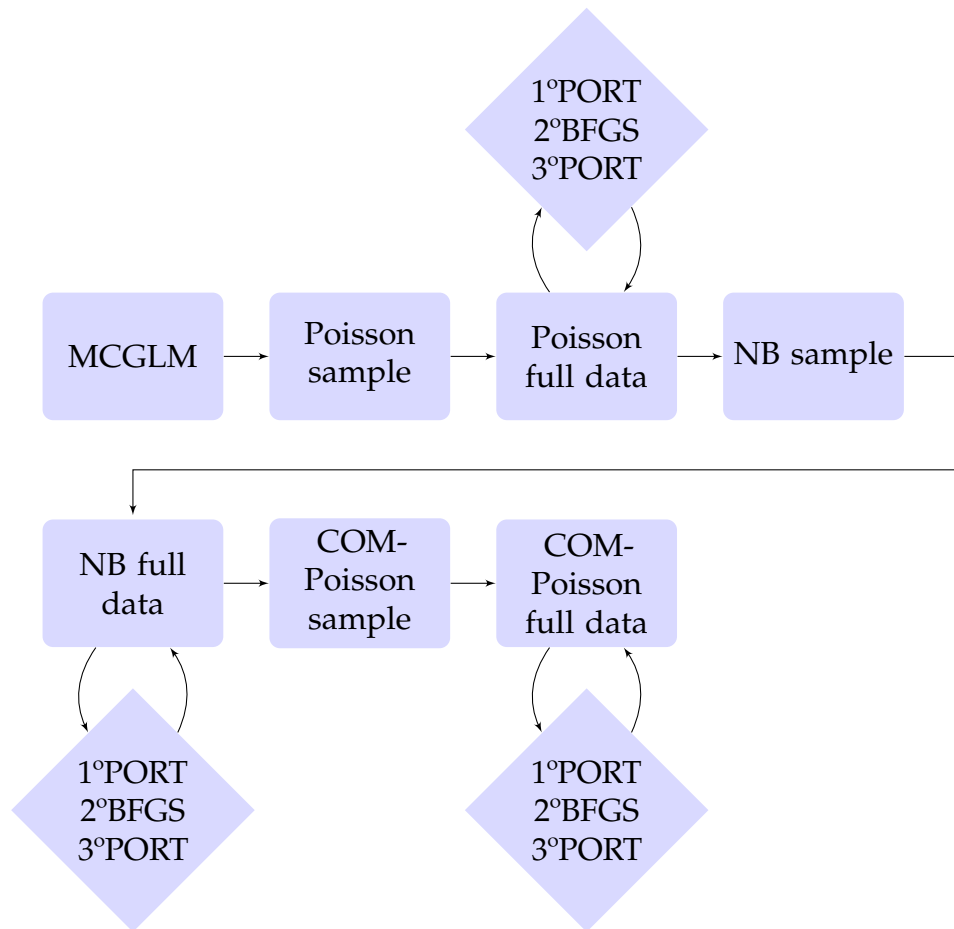 1ºPORT
2ºBFGS
3ºPORT
MCGLM
Poisson
sample
Poisson
full data
NB sample
NB full
data
COM-
Poisson
sample
COM-
Poisson
full data
1ºPORT
2ºBFGS
3ºPORT
1ºPORT
2ºBFGS
3ºPORT